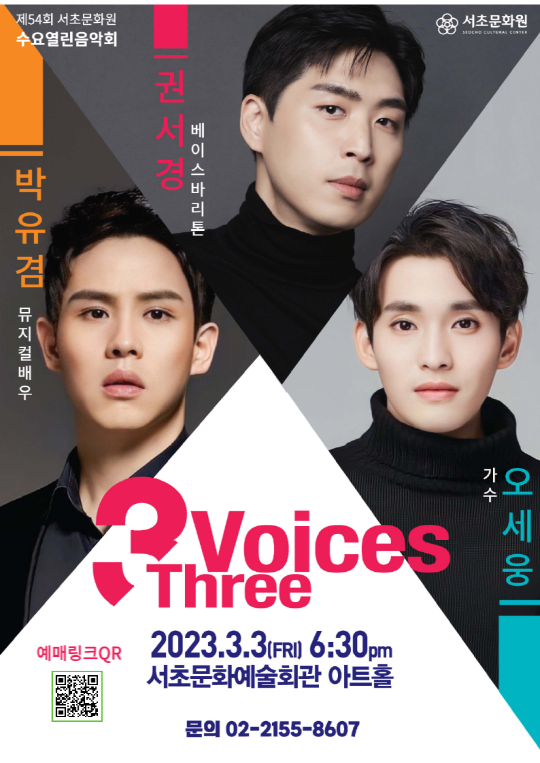 제54회 서초문화원
수요열린음악회
서초문화원
SEOCHO CULTURAL CENTER
권서경
베이스바리톤
박유겸
뮤지컬배우
오세웅
가수
3 Voices
Three
예매링크QR
2023.3.3(FRI) 6:30pm
서초문화예술회관 아트홀
문의 02-2155-8607